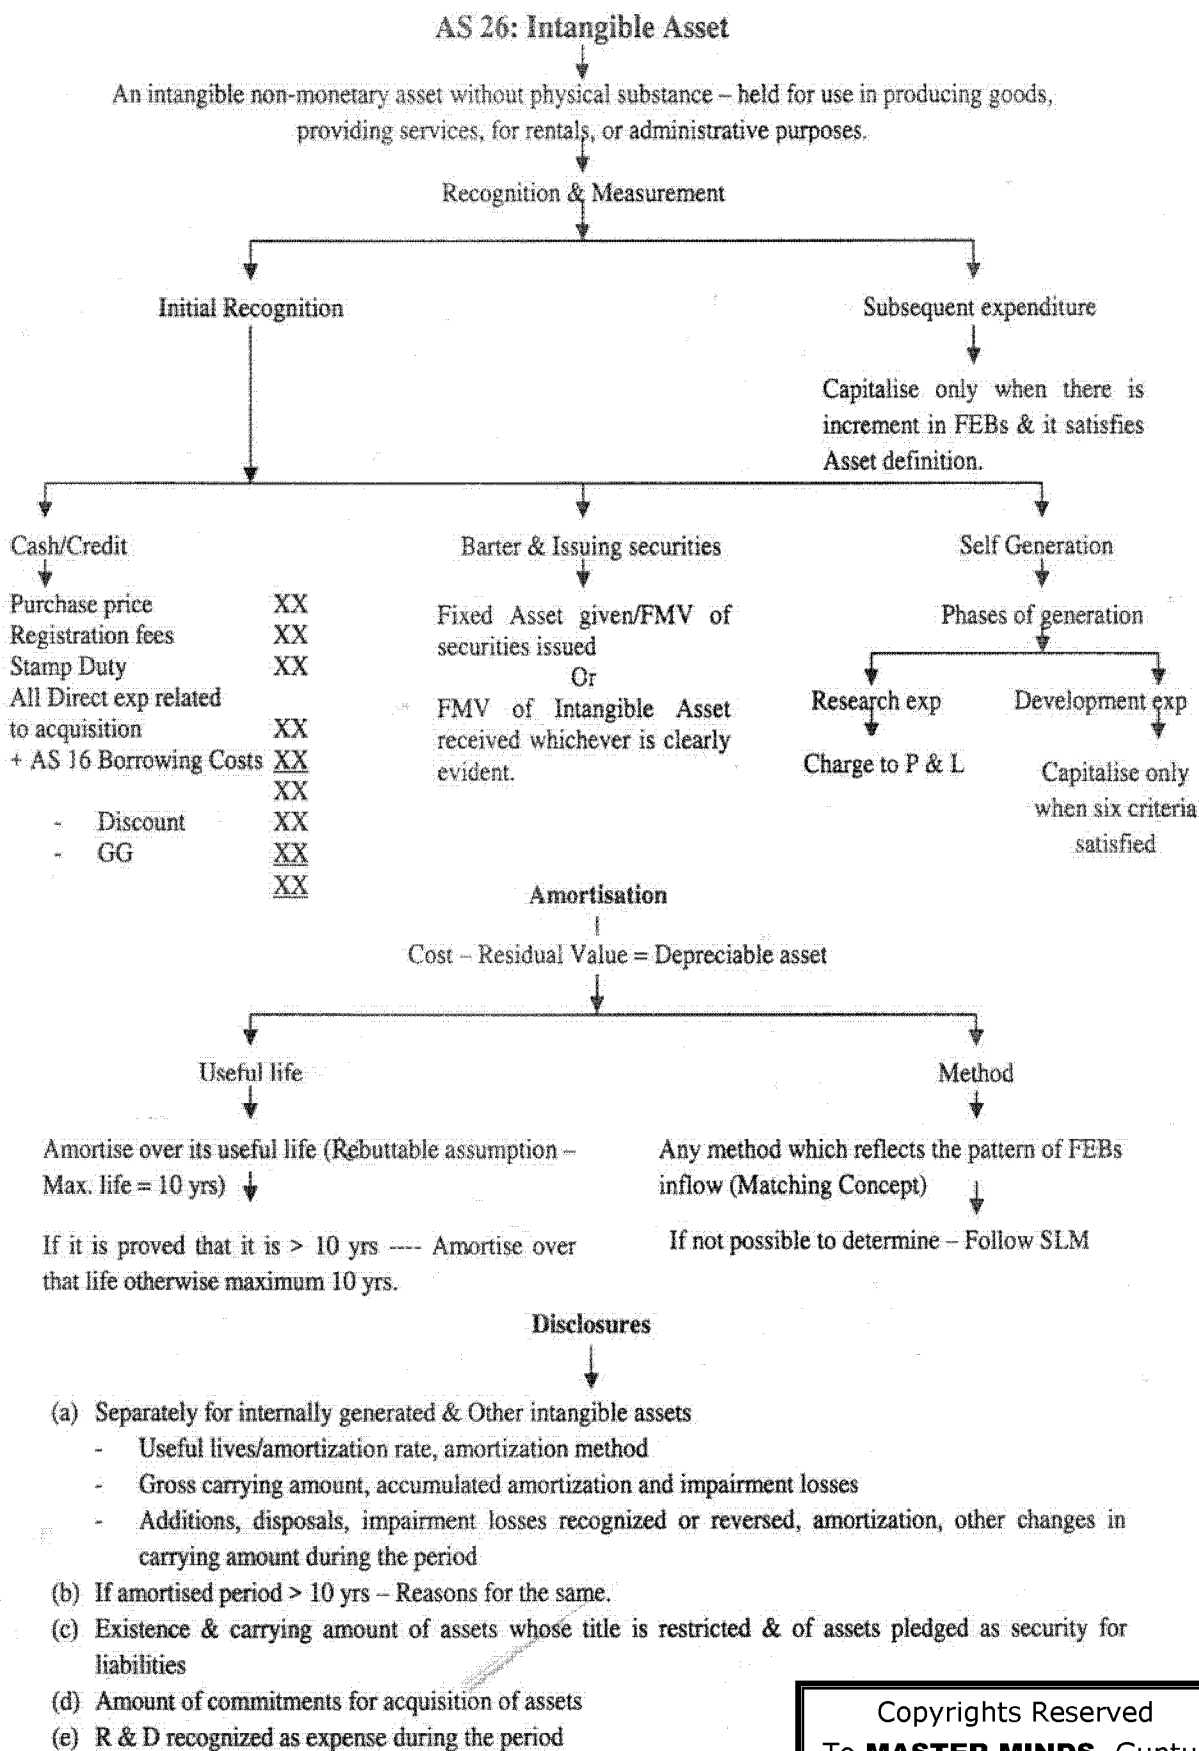 AS 26: Intangible Asset
An intangible non-monetary asset without physical substance – held for use in producing goods,
providing services, for rentals, or administrative purposes.
Recognition & Measurement
Initial Recognition
Subsequent expenditure
Capitalise only when there is
increment in FEBs & it satisfies
Asset definition.
Cash/Credit
Purchase price XX
Registration fees XX
Stamp Duty XX
All Direct exp related
to acquisition XX
+ AS 16 Borrowing Costs XX
XX
- Discount XX
- GG XX
XX
Barter & Issuing securities
Fixed Asset given/FMV of
securities issued
Or
FMV of Intangible Asset
received whichever is clearly
evident.
Self Generation
Phases of generation
Research exp
Charge to P & L
Development exp
Capitalise only
when six criteria
satisfied
Amortisation
Cost – Residual Value = Depreciable asset
Useful life
Amortise over its useful life (Rebuttable assumption –
Max. life = 10 yrs)
If it is proved that it is > 10 yrs ---- Amortise over
that life otherwise maximum 10 yrs.
Method
Any method which reflects the pattern of FEBs
inflow (Matching Concept)
If not possible to determine – Follow SLM
Disclosures
(a) Separately for internally generated & Other intangible assets
- Useful lives/amortization rate, amortization method
- Gross carrying amount, accumulated amortization and impairment losses
- Additions, disposals, impairment losses recognized or reversed, amortization, other changes in
carrying amount during the period
(b) If amortised period > 10 yrs – Reasons for the same.
(c) Existence & carrying amount of assets whose title is restricted & of assets pledged as security for
liabilities
(d) Amount of commitments for acquisition of assets
(e) R & D recognized as expense during the period
Copyrights Reserved
To MASTER MINDS, Guntu